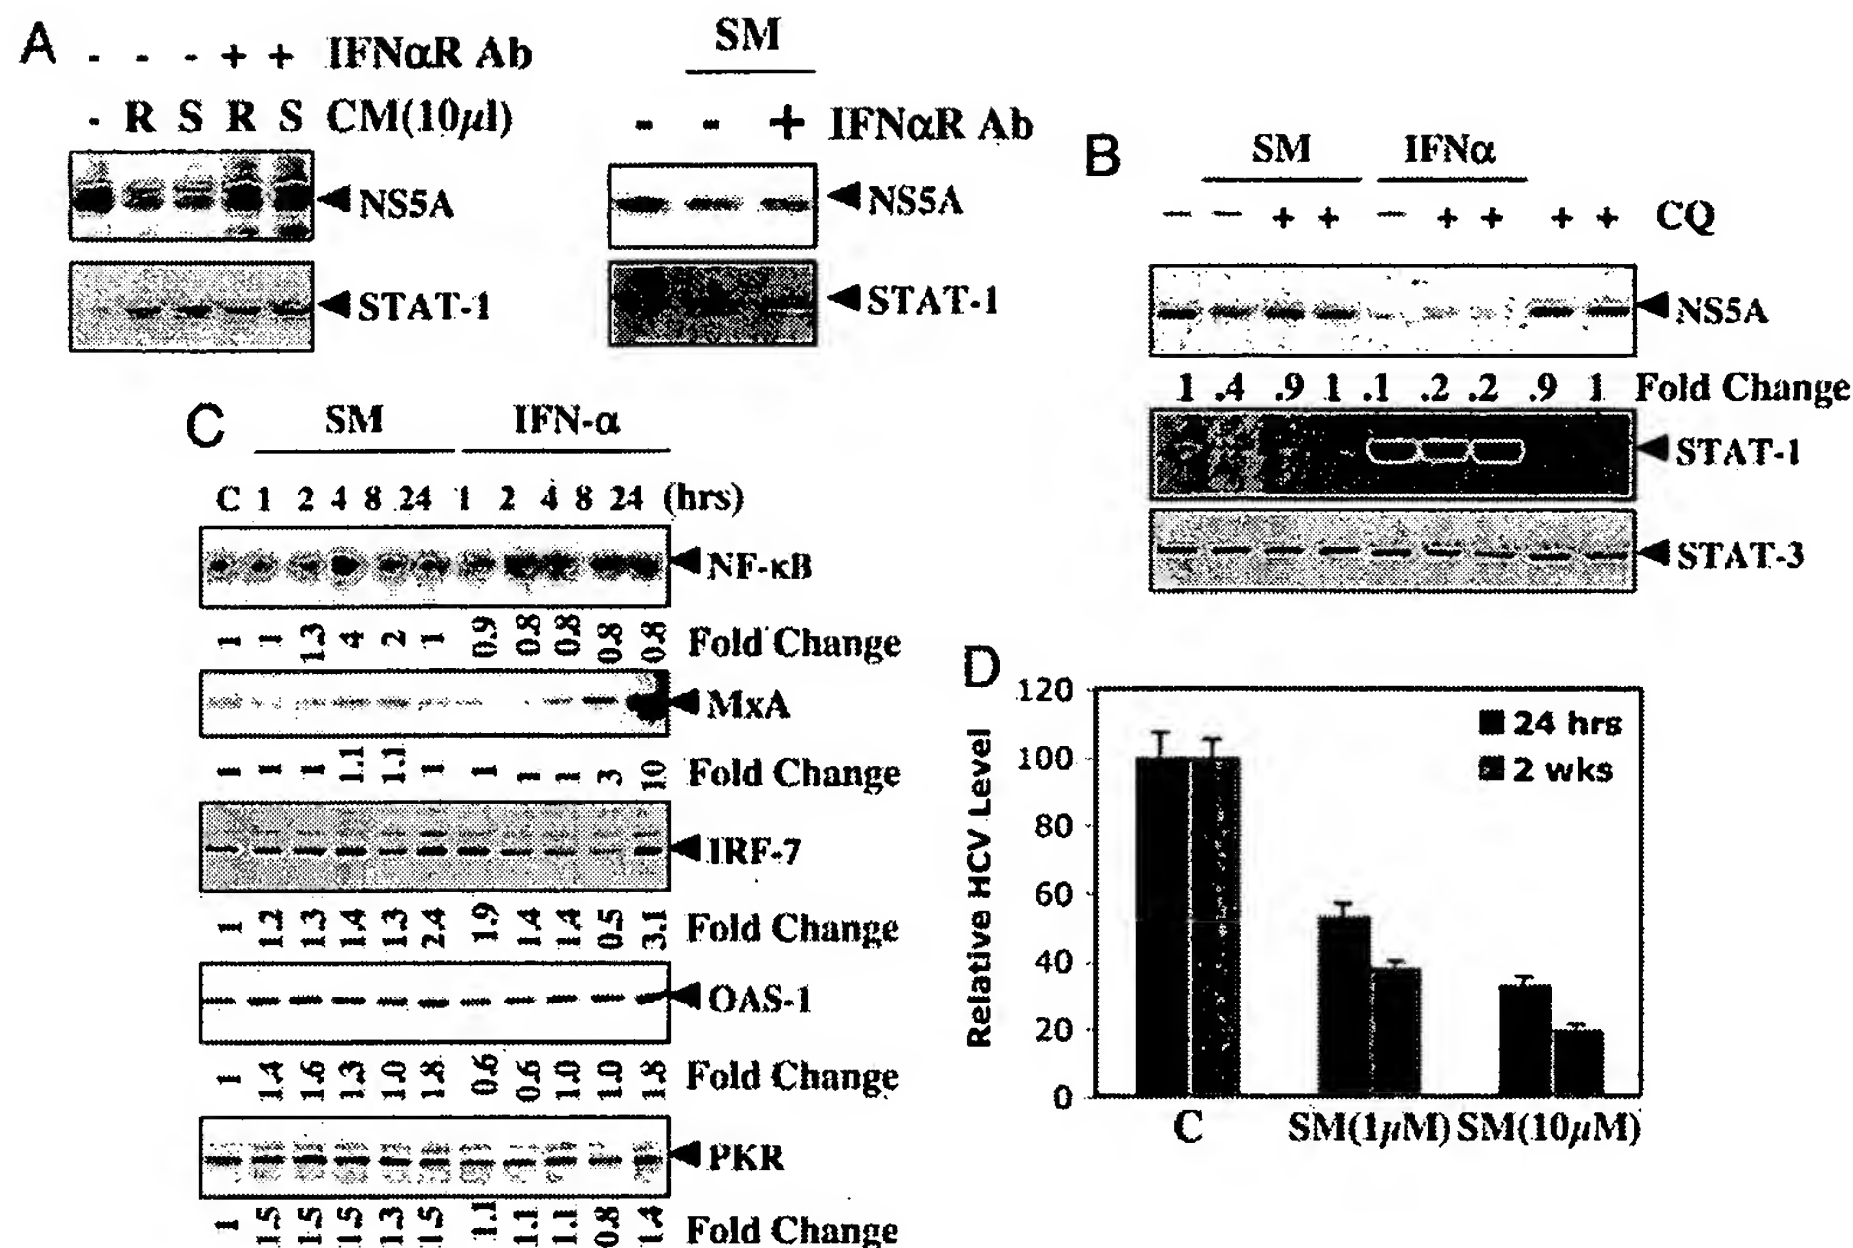 A
- - - + + IFNαR Ab
- R S R S CM(10µl)
NS5A
STAT-1
SM
- - + IFNαR Ab
NS5A
STAT-1
B
SM IFNα
- - + + - + + + + CQ
NS5A
1 .4 .9 1 .1 .2 .2 .9 1 Fold Change
STAT-1
STAT-3
C
SM IFN-α
C 1 2 4 8 24 1 2 4 8 24 (hrs)
NF-κB
1 1 1.3 4 2 1 0.9 0.8 0.8 0.8 0.8 Fold Change
MxA
1 1 1 1.1 1.1 1 1 1 1 3 10 Fold Change
IRF-7
1 1.2 1.3 1.4 1.3 2.4 1.9 1.4 1.4 0.5 3.1 Fold Change
OAS-1
1 1.4 1.6 1.3 1.0 1.8 0.6 0.6 1.0 1.0 1.8 Fold Change
PKR
1 1.5 1.5 1.5 1.3 1.5 1.1 1.1 1.1 0.8 1.4 Fold Change
D
Relative HCV Level
120
100
80
60
40
20
0
24 hrs
2 wks
C SM(1µM) SM(10µM)